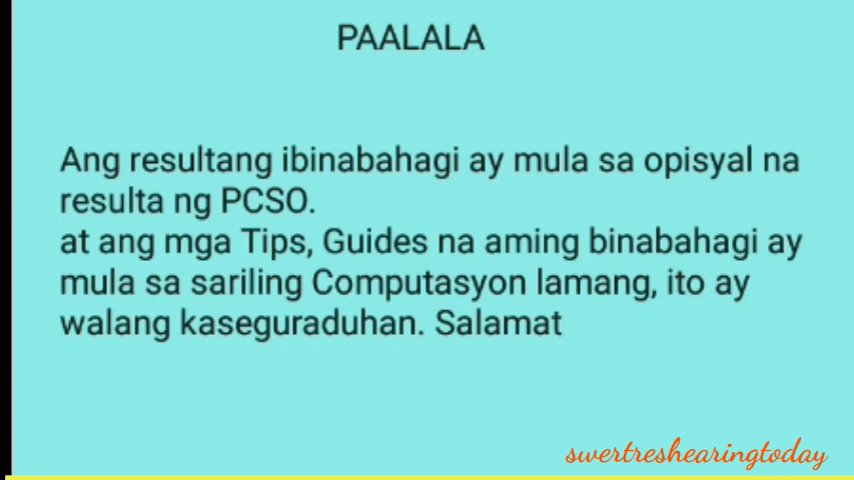 PAALALA
Ang resultang ibinabahagi ay mula sa opisyal na
resulta ng PCSO.
at ang mga Tips, Guides na aming binabahagi ay
mula sa sariling Computasyon lamang, ito ay
walang kaseguraduhan. Salamat
swertreshearingtoday